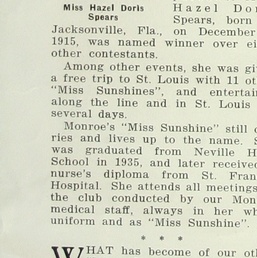 Miss Hazel Doris
Spears
Hazel Dor
Spears, born
Jacksonville, Fla., on December
1915, was named winner over ei
other contestants.
Among other events, she was gi
a free trip to St. Louis with 11 ot
"Miss Sunshines", and entertai
along the line and in St. Louis
several days.
Monroe's "Miss Sunshine" still c
ries and lives up to the name. S
was graduated from Neville H
School in 1935, and later receive
nurse's diploma from St. Fran
Hospital. She attends all meetings
the club conducted by our Mon
medical staff, always in her wh
uniform and as "Miss Sunshine".
* * *
WHAT has become of our oth